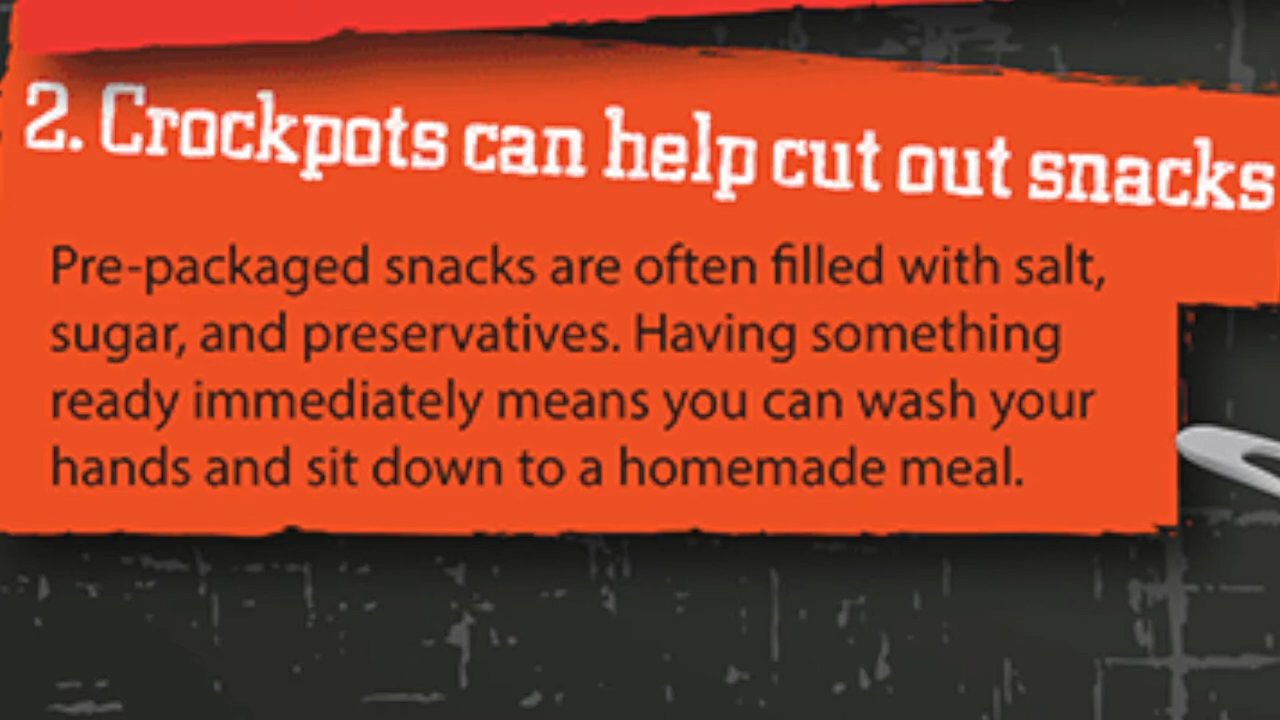 2. Crockpots can help cut out snacks
Pre-packaged snacks are often filled with salt,
sugar, and preservatives. Having something
ready immediately means you can wash your
hands and sit down to a homemade meal.